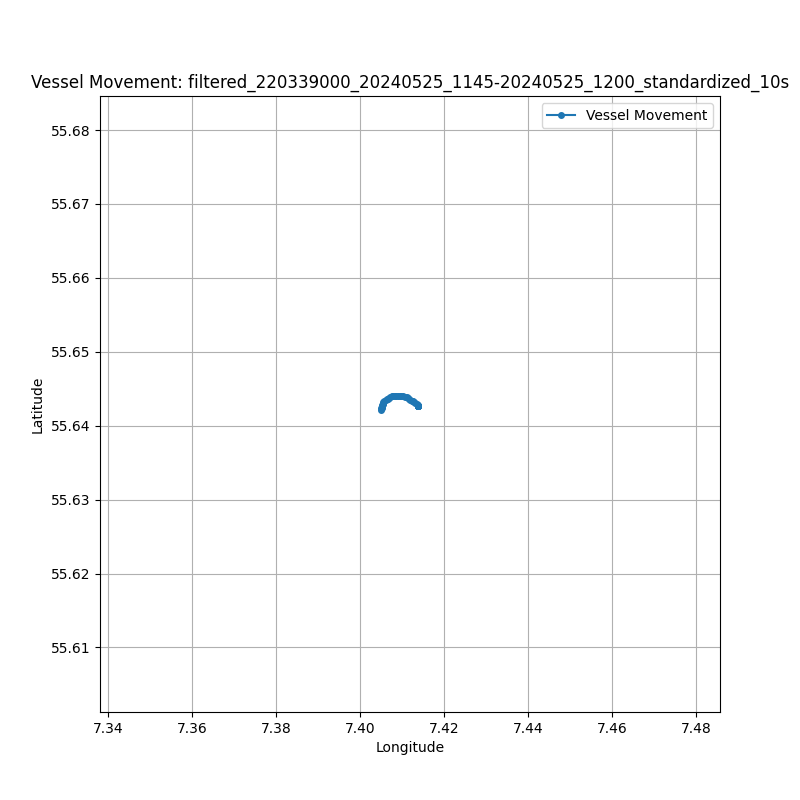 Vessel Movement: filtered_220339000_20240525_1145-20240525_1200_standardized_10s
Vessel Movement
55.68
55.67
55.66
55.65
55.64
55.63
55.62
55.61
Latitude
7.34 7.36 7.38 7.40 7.42 7.44 7.46 7.48
Longitude